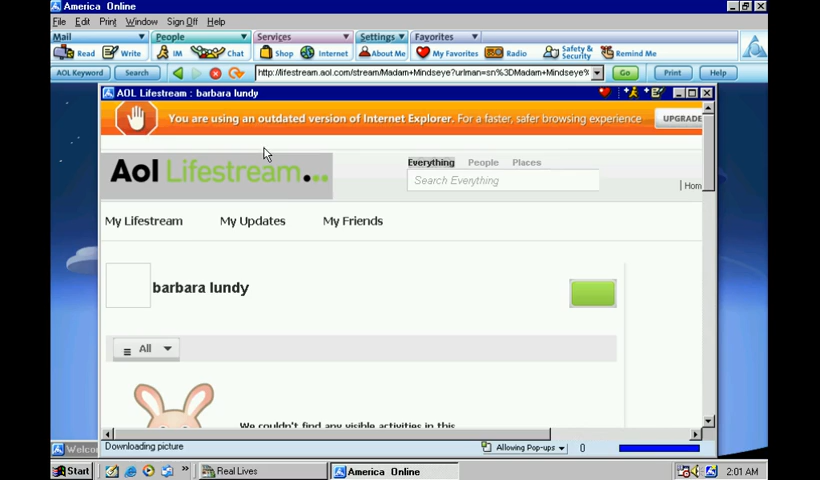 America Online
File Edit Print Window Sign Off Help
Mail People Services Settings Favorites
Read Write IM Chat Shop Internet About Me My Favorites Radio Safety & Security Remind Me
AOL Keyword Search http://lifestream.aol.com/stream/Madam+Mindseye?urlman=sn%3DMadam+Mindseye% Go Print Help
AOL Lifestream : barbara lundy
You are using an outdated version of Internet Explorer. For a faster, safer browsing experience UPGRADE
Everything People Places
Aol Lifestream...
Search Everything
Hom
My Lifestream My Updates My Friends
barbara lundy
All
We couldn't find any visible activities in this
Downloading picture Allowing Pop-ups 0
Welcom
Start Real Lives America Online 2:01 AM